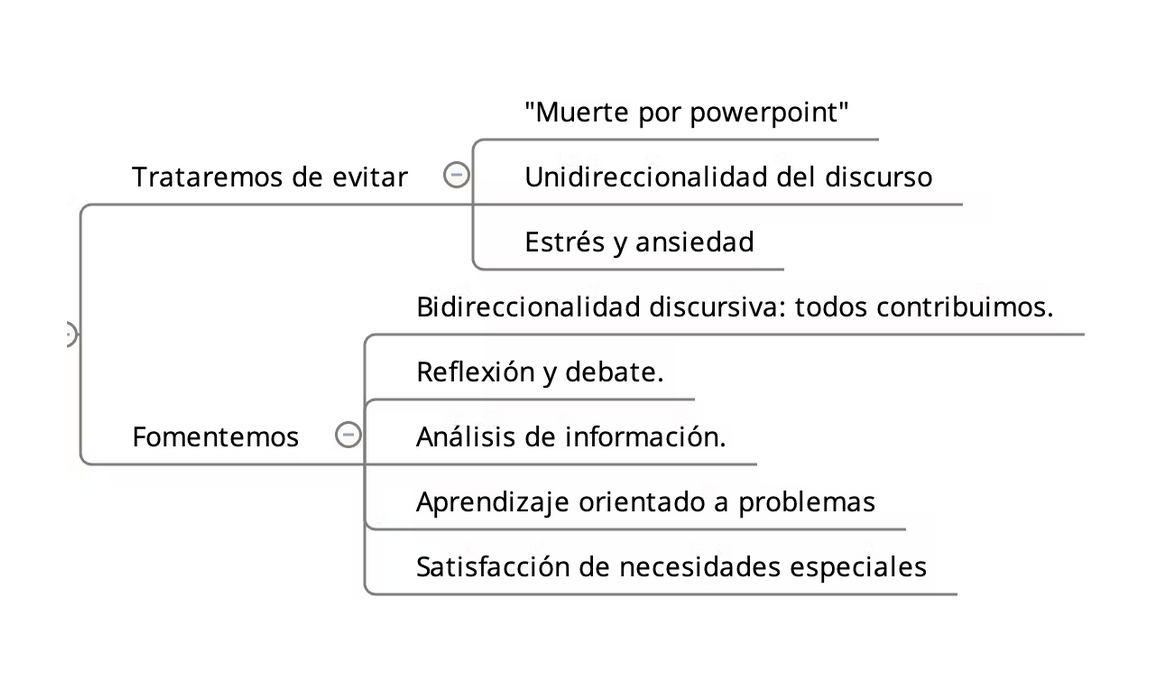 "Muerte por powerpoint"
Trataremos de evitar
Unidireccionalidad del discurso
Estrés y ansiedad
Bidireccionalidad discursiva: todos contribuimos.
Reflexión y debate.
Fomentemos
Análisis de información.
Aprendizaje orientado a problemas
Satisfacción de necesidades especiales